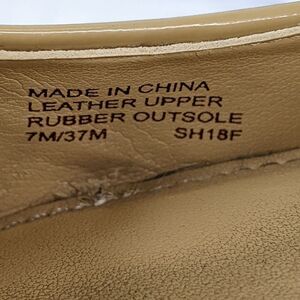 MADE IN CHINA
LEATHER UPPER
RUBBER OUTSOLE
7M/37M SH18F